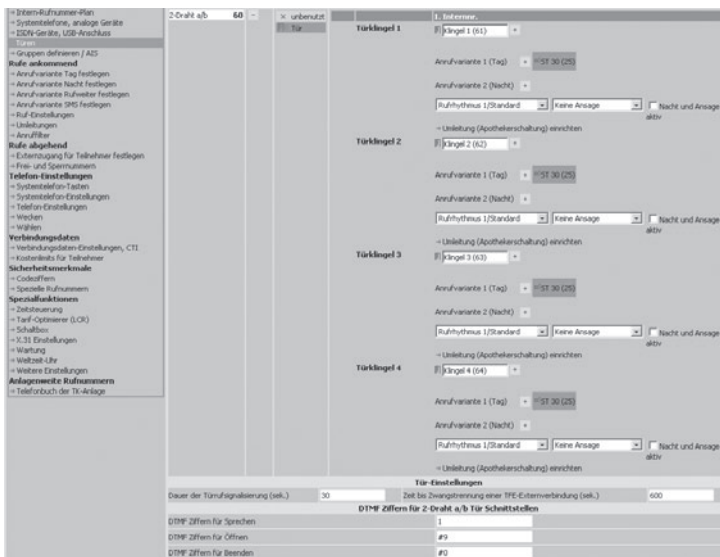 → Intern-Rufnummer-Plan
→ Systemtelefone, analoge Geräte
→ ISDN-Geräte, USB-Anschluss
Türen
→ Gruppen definieren / AIS
Rufe ankommend
→ Anrufvariante Tag festlegen
→ Anrufvariante Nacht festlegen
→ Anrufvariante Rufweiter festlegen
→ Anrufvariante SMS festlegen
→ Ruf-Einstellungen
→ Umleitungen
→ Anruffilter
Rufe abgehend
→ Externzugang für Teilnehmer festlegen
→ Frei- und Sperrnummern
Telefon-Einstellungen
→ Systemtelefon-Tasten
→ Systemtelefon-Einstellungen
→ Telefon-Einstellungen
→ Wecken
→ Wählen
Verbindungsdaten
→ Verbindungsdaten-Einstellungen, CTI
→ Kostenlimits für Teilnehmer
Sicherheitsmerkmale
→ Codeziffern
→ Spezielle Rufnummern
Spezialfunktionen
→ Zeitsteuerung
→ Tarif-Optimierer (LCR)
→ Schaltbox
→ X.31 Einstellungen
→ Wartung
→ Weltzeit-Uhr
→ Weitere Einstellungen
Anlagenweite Rufnummern
→ Telefonbuch der TK-Anlage
2-Draht a/b 60 −
× unbenutzt
Tür
1. Internnr.
Türklingel 1 Klingel 1 (61) +
Anrufvariante 1 (Tag) + ST 30 (25)
Anrufvariante 2 (Nacht) +
Rufrhythmus 1/Standard Keine Ansage Nacht und Ansage
aktiv
→ Umleitung (Apothekerschaltung) einrichten
Türklingel 2 Klingel 2 (62) +
Anrufvariante 1 (Tag) + ST 30 (25)
Anrufvariante 2 (Nacht) +
Rufrhythmus 1/Standard Keine Ansage Nacht und Ansage
aktiv
→ Umleitung (Apothekerschaltung) einrichten
Türklingel 3 Klingel 3 (63) +
Anrufvariante 1 (Tag) + ST 30 (25)
Anrufvariante 2 (Nacht) +
Rufrhythmus 1/Standard Keine Ansage Nacht und Ansage
aktiv
→ Umleitung (Apothekerschaltung) einrichten
Türklingel 4 Klingel 4 (64) +
Anrufvariante 1 (Tag) + ST 30 (25)
Anrufvariante 2 (Nacht) +
Rufrhythmus 1/Standard Keine Ansage Nacht und Ansage
aktiv
→ Umleitung (Apothekerschaltung) einrichten
Tür-Einstellungen
Dauer der Türrufsignalisierung (sek.) 30 Zeit bis Zwangstrennung einer TFE-Externverbindung (sek.) 600
DTMF Ziffern für 2-Draht a/b Tür Schnittstellen
DTMF Ziffern für Sprechen 1
DTMF Ziffern für Öffnen #9
DTMF Ziffern für Beenden #0